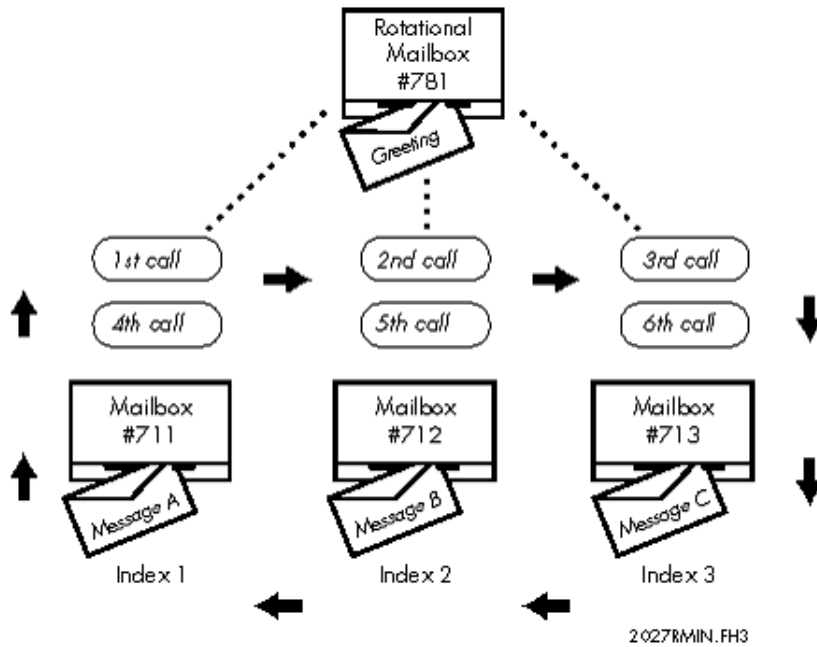 Rotational
Mailbox
#781
Greeting
1st call
2nd call
3rd call
4th call
5th call
6th call
Mailbox
#711
Mailbox
#712
Mailbox
#713
Message A
Message B
Message C
Index 1
Index 2
Index 3
2027RMIN.FH3